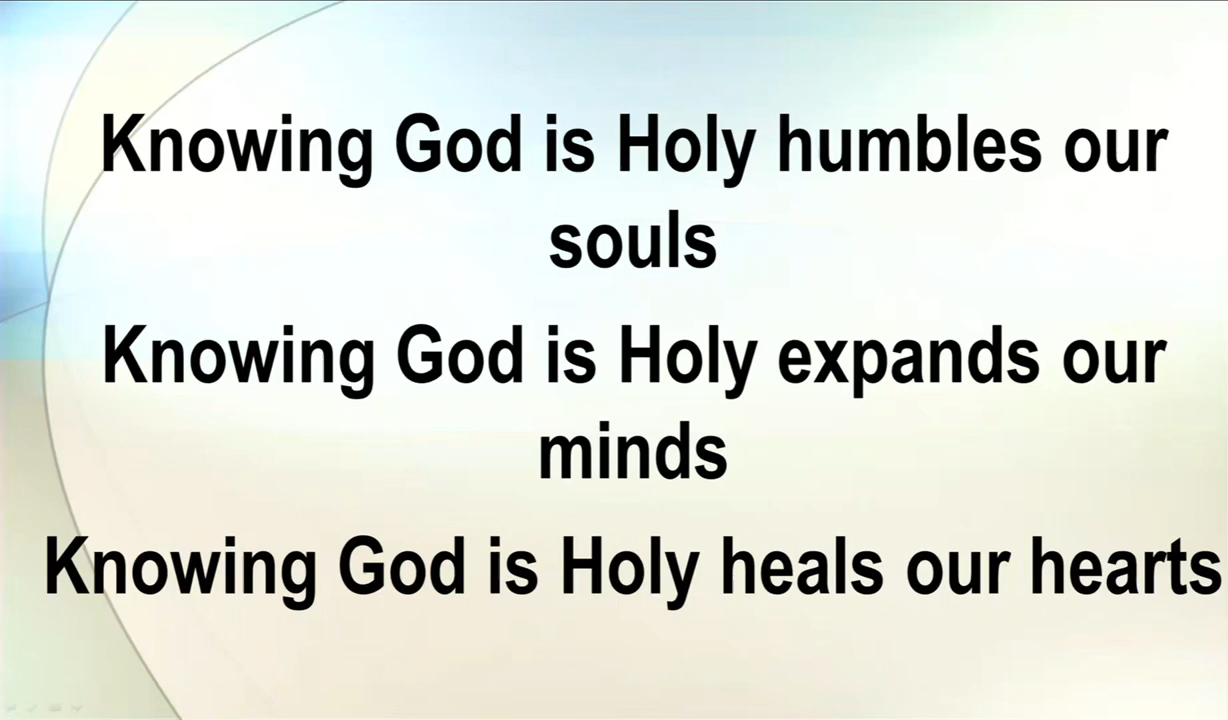 Knowing God is Holy humbles our
souls
Knowing God is Holy expands our
minds
Knowing God is Holy heals our hearts